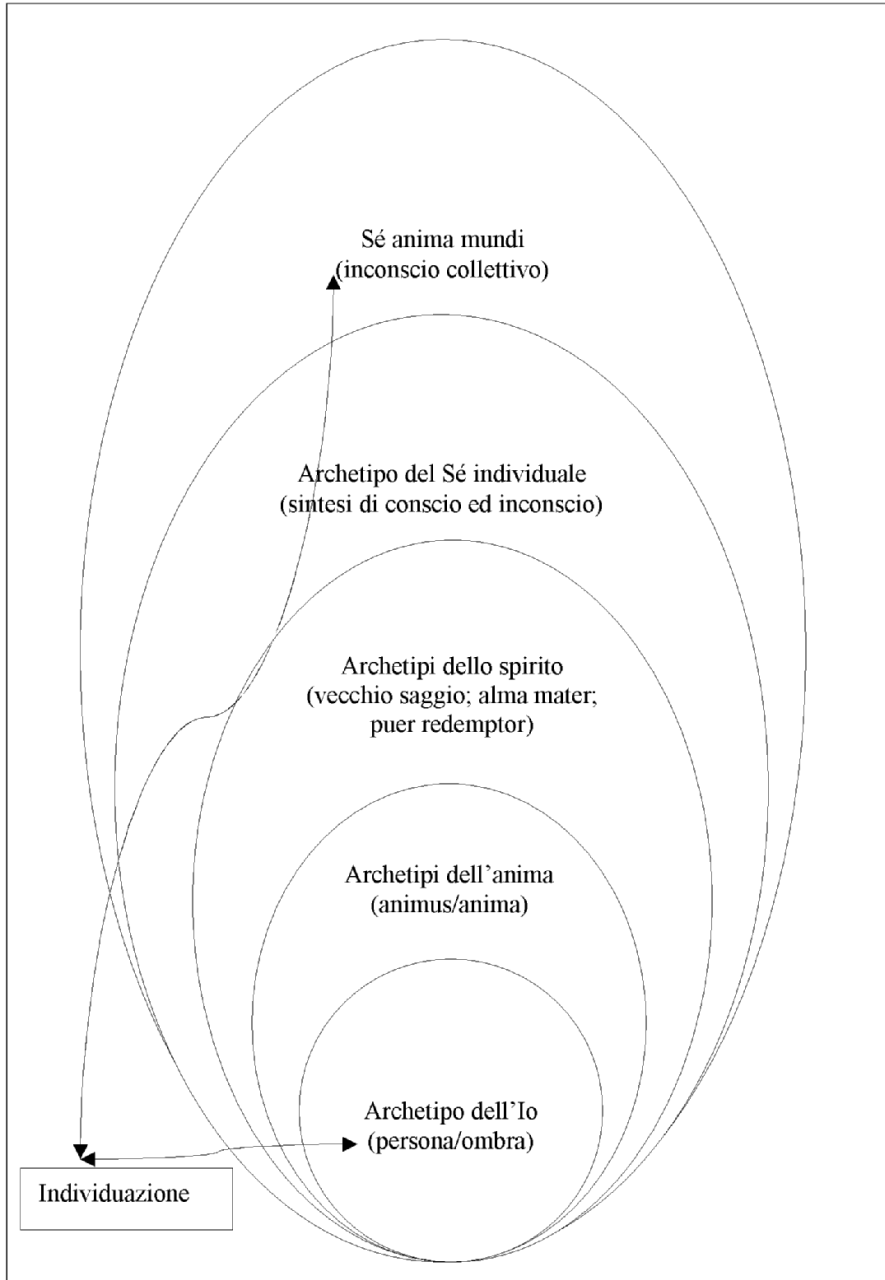 Sé anima mundi
(inconscio collettivo)
Archetipo del Sé individuale
(sintesi di conscio ed inconscio)
Archetipi dello spirito
(vecchio saggio; alma mater;
puer redemptor)
Archetipi dell’anima
(animus/anima)
Archetipo dell’Io
(persona/ombra)
Individuazione